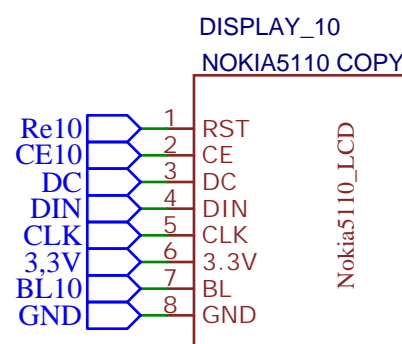 DISPLAY_10
NOKIA5110 COPY
Re10 1 RST
CE10 2 CE
DC 3 DC
DIN 4 DIN
CLK 5 CLK
3,3V 6 3.3V
BL10 7 BL
GND 8 GND
Nokia5110_LCD